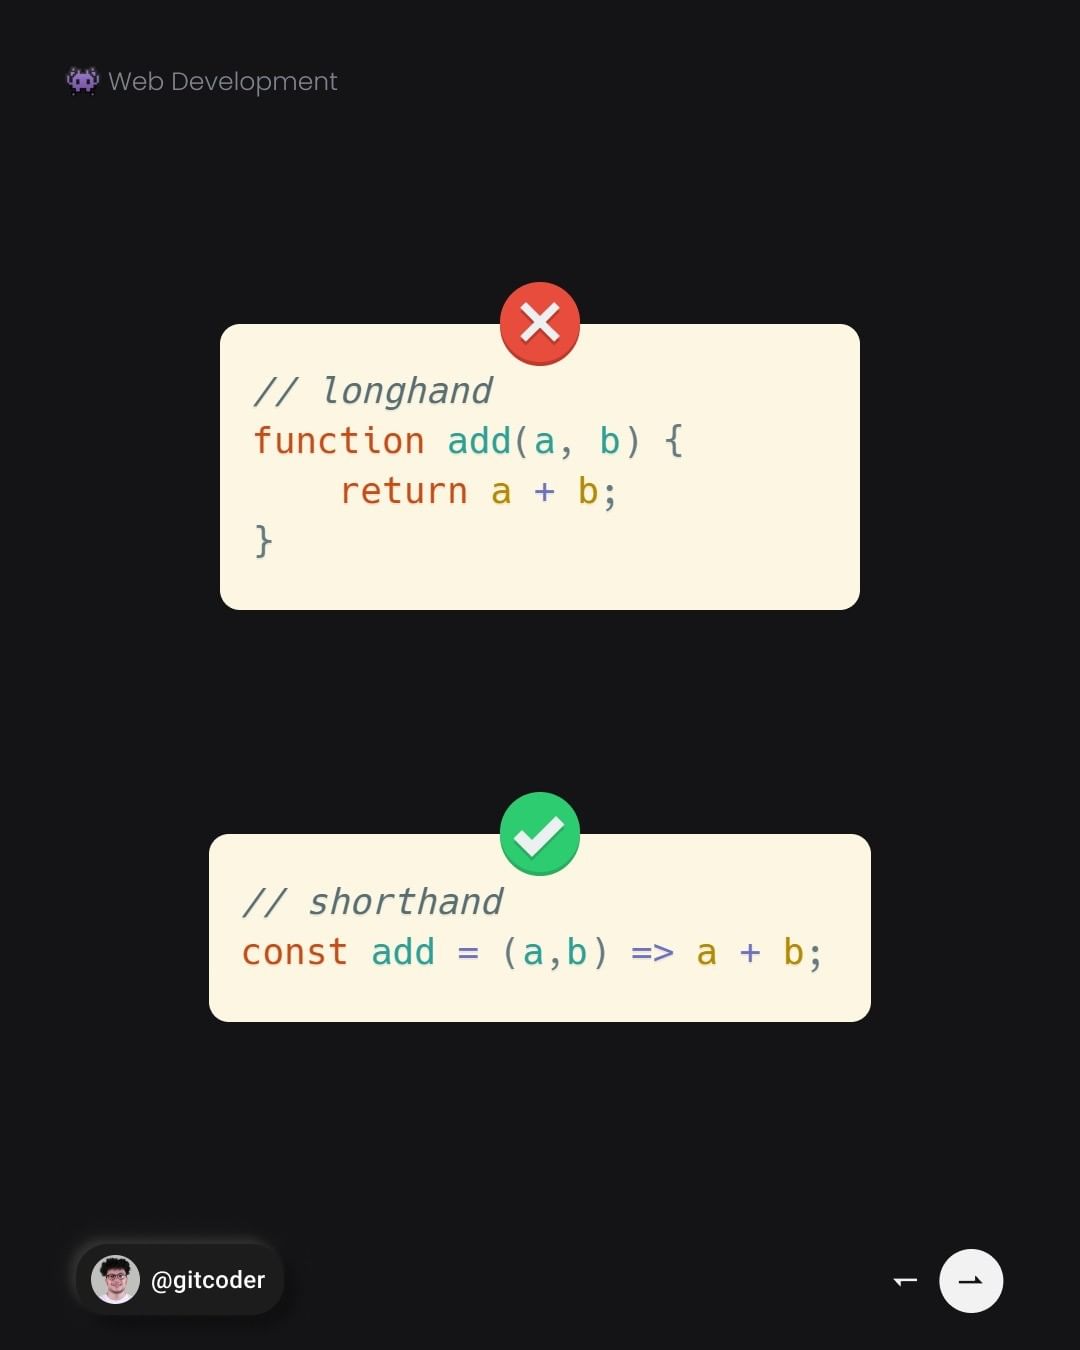 Web Development
// longhand
function add(a, b) {
    return a + b;
}
// shorthand
const add = (a,b) => a + b;
@gitcoder